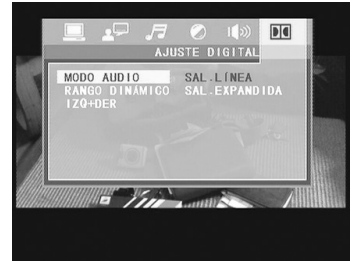 AJUSTE DIGITAL
MODO AUDIO SAL.LÍNEA
RANGO DINÁMICO SAL.EXPANDIDA
IZQ+DER